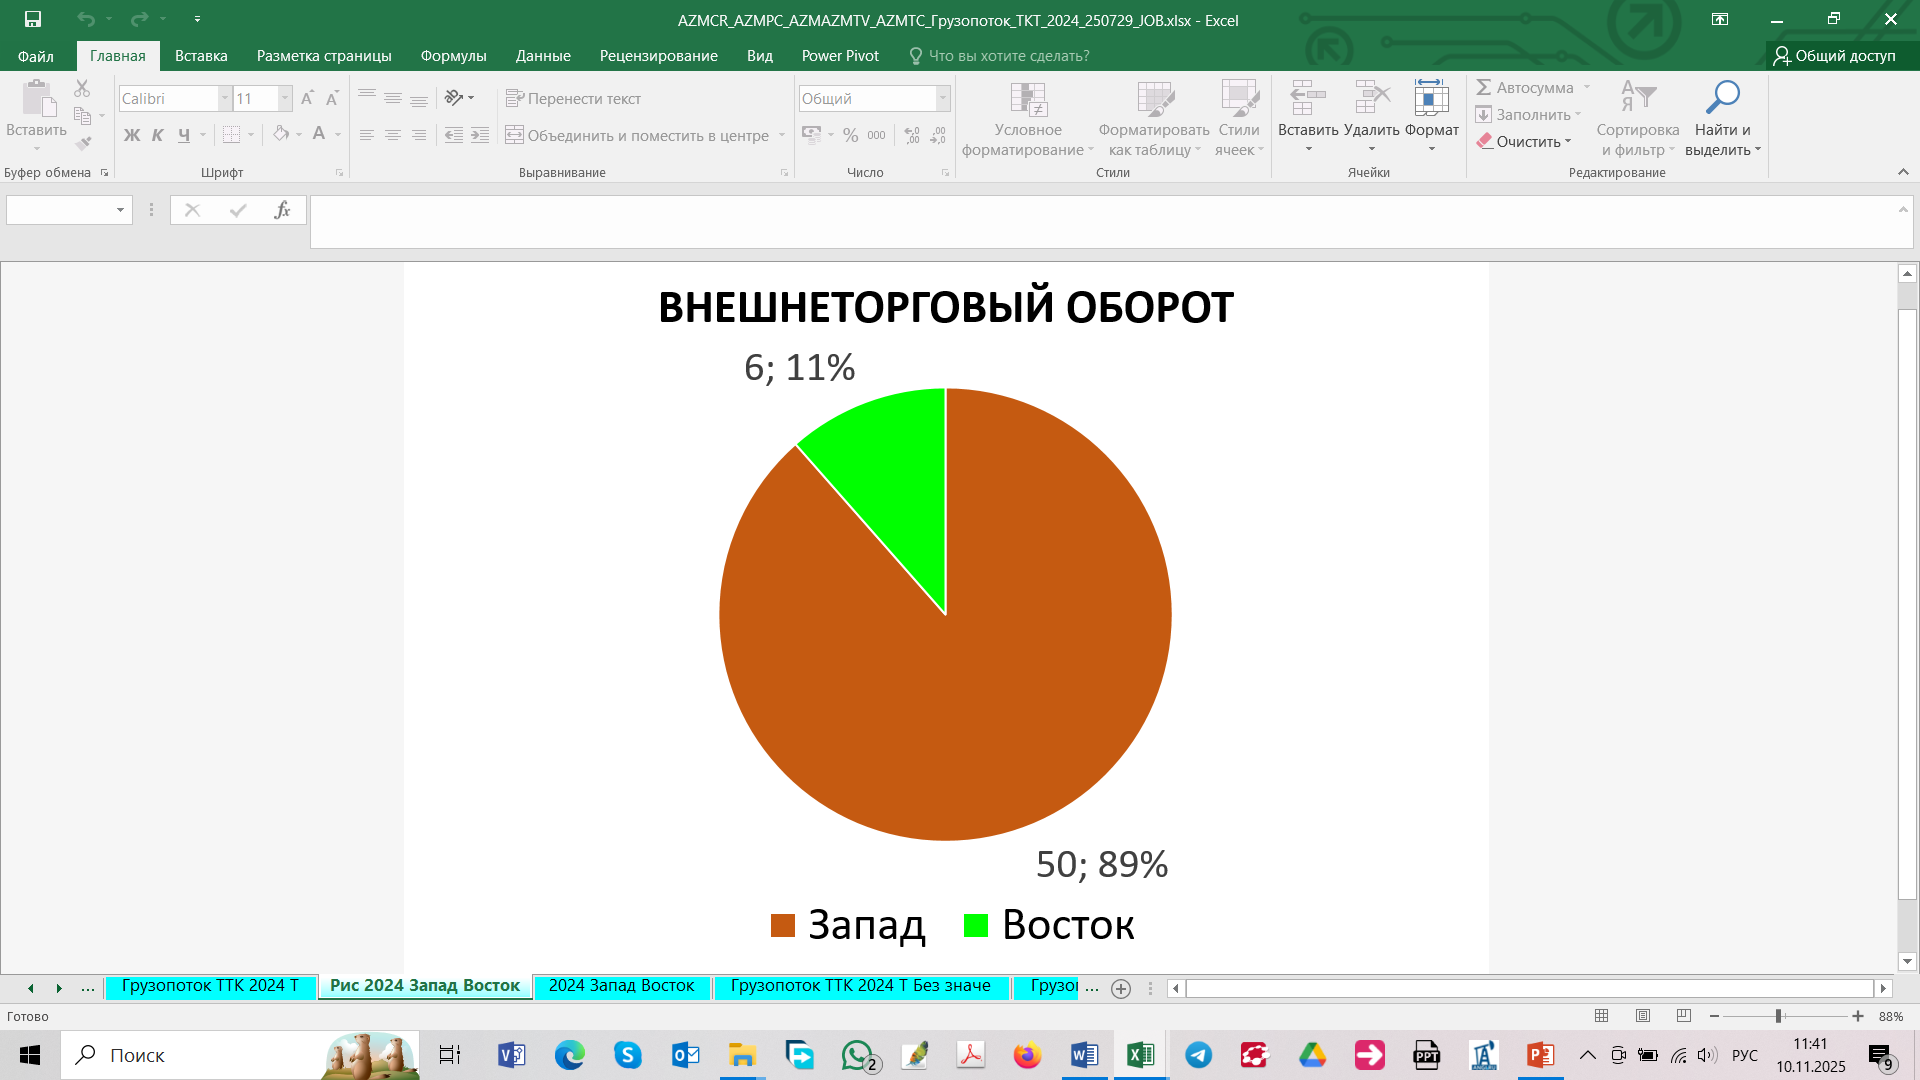 AZMCR_AZMPC_AZMAZMTV_AZMTC_Грузопоток_ТКТ_2024_250729_JOB.xlsx - Excel
Файл Главная Вставка Разметка страницы Формулы Данные Рецензирование Вид Power Pivot Что вы хотите сделать? Общий доступ
Вставить
Calibri 11
Ж К Ч А
Перенести текст
Объединить и поместить в центре
Общий
% 000
Условное форматирование
Форматировать как таблицу
Стили ячеек
Вставить Удалить Формат
Автосумма
Заполнить
Очистить
Сортировка и фильтр
Найти и выделить
Буфер обмена Шрифт Выравнивание Число Стили Ячейки Редактирование
fx
ВНЕШНЕТОРГОВЫЙ ОБОРОТ
6; 11%
50; 89%
Запад Восток
... Грузопоток ТТК 2024 Т Рис 2024 Запад Восток 2024 Запад Восток Грузопоток ТТК 2024 Т Без значе ...
Готово 88%
Поиск 2 PPT РУС 11:41
10.11.2025 9